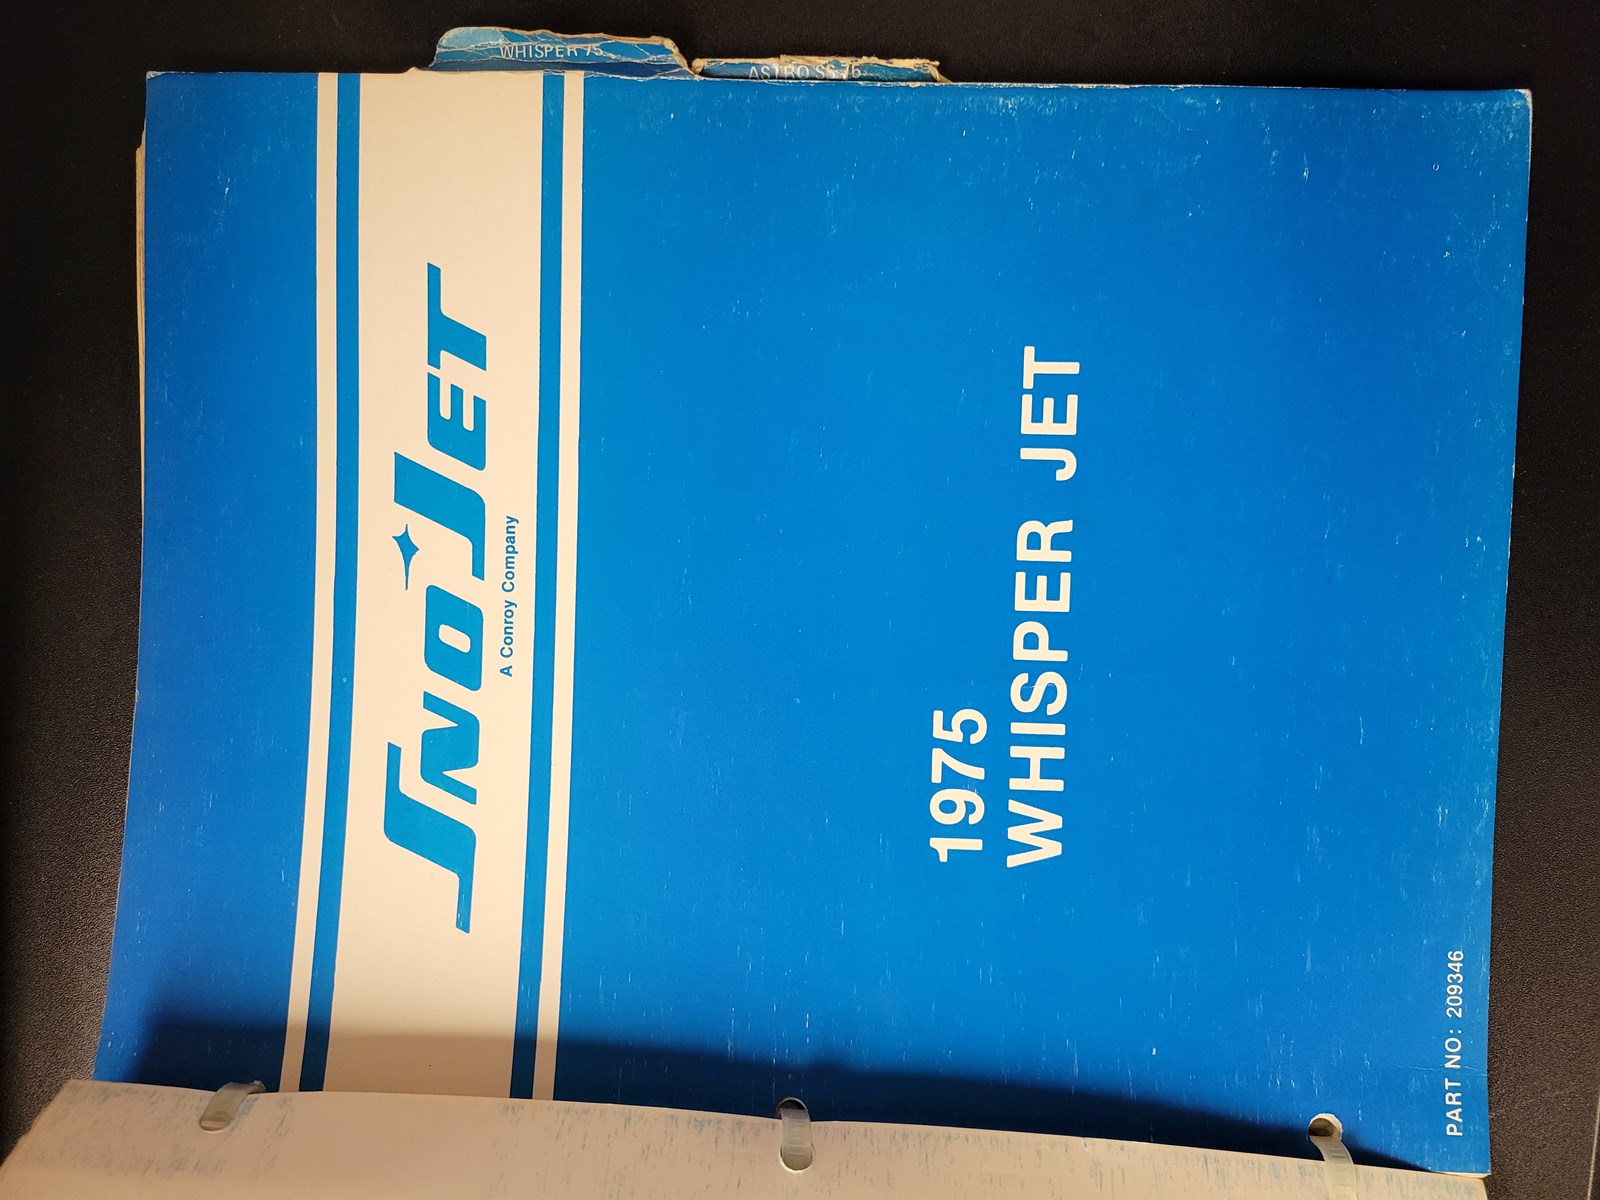 WHISPER 75
ASTRO SS 75
SNO JET
A Conroy Company
1975
WHISPER JET
PART NO: 209346